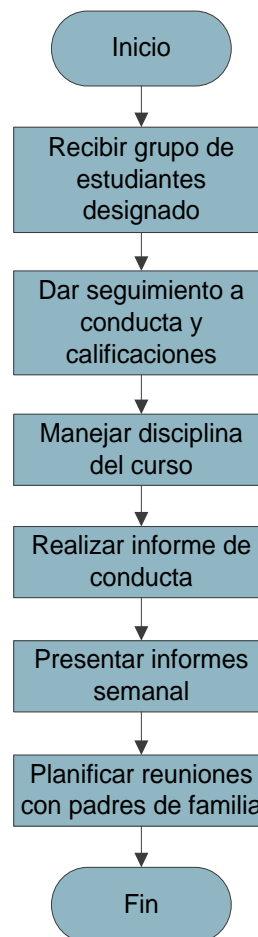 Inicio
Recibir grupo de
estudiantes
designado
Dar seguimiento a
conducta y
calificaciones
Manejar disciplina
del curso
Realizar informe de
conducta
Presentar informes
semanal
Planificar reuniones
con padres de familia
Fin